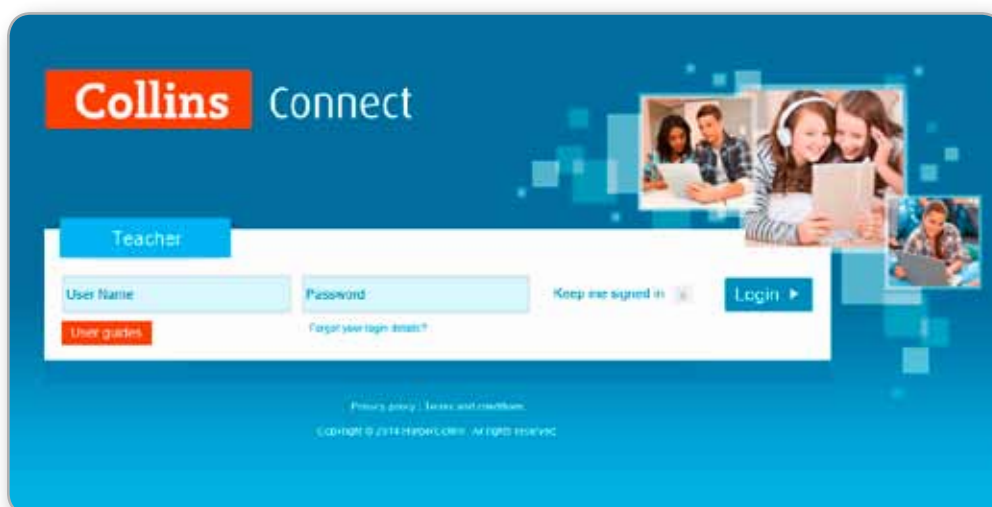 Collins Connect
Teacher
User Name
Password
Keep me signed in
Login
User guides
Forgot your login details?
Privacy policy | Terms and conditions
Copyright © 2014 HarperCollins All rights reserved